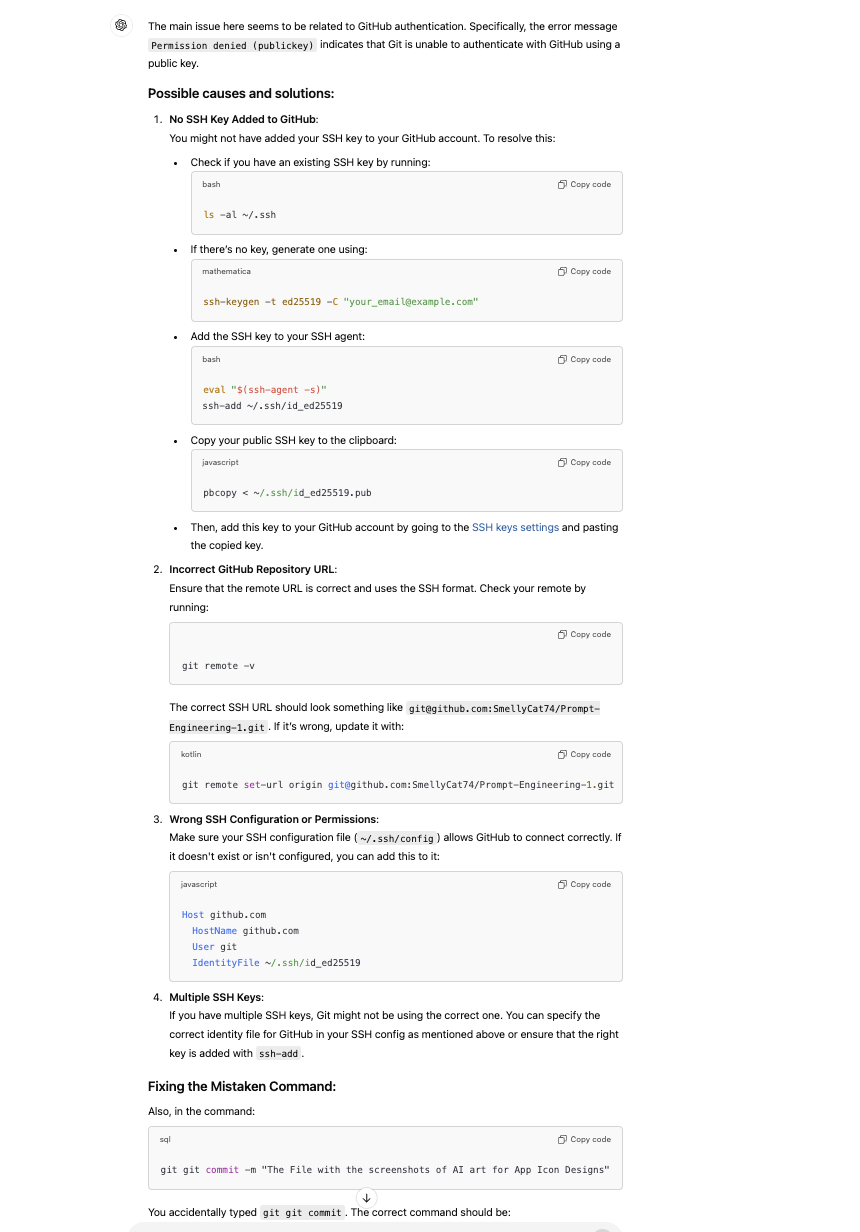 The main issue here seems to be related to GitHub authentication. Specifically, the error message
Permission denied (publickey) indicates that Git is unable to authenticate with GitHub using a
public key.
Possible causes and solutions:
1. No SSH Key Added to GitHub:
You might not have added your SSH key to your GitHub account. To resolve this:
• Check if you have an existing SSH key by running:
bash Copy code
ls -al ~/.ssh
• If there's no key, generate one using:
mathematica Copy code
ssh-keygen -t ed25519 -C "your_email@example.com"
• Add the SSH key to your SSH agent:
bash Copy code
eval "$(ssh-agent -s)"
ssh-add ~/.ssh/id_ed25519
• Copy your public SSH key to the clipboard:
javascript Copy code
pbcopy < ~/.ssh/id_ed25519.pub
• Then, add this key to your GitHub account by going to the SSH keys settings and pasting
the copied key.
2. Incorrect GitHub Repository URL:
Ensure that the remote URL is correct and uses the SSH format. Check your remote by
running:
Copy code
git remote -v
The correct SSH URL should look something like git@github.com:SmellyCat74/Prompt-
Engineering-1.git. If it's wrong, update it with:
kotlin Copy code
git remote set-url origin git@github.com:SmellyCat74/Prompt-Engineering-1.git
3. Wrong SSH Configuration or Permissions:
Make sure your SSH configuration file (~/.ssh/config) allows GitHub to connect correctly. If
it doesn't exist or isn't configured, you can add this to it:
javascript Copy code
Host github.com
HostName github.com
User git
IdentityFile ~/.ssh/id_ed25519
4. Multiple SSH Keys:
If you have multiple SSH keys, Git might not be using the correct one. You can specify the
correct identity file for GitHub in your SSH config as mentioned above or ensure that the right
key is added with ssh-add.
Fixing the Mistaken Command:
Also, in the command:
sql Copy code
git git commit -m "The File with the screenshots of AI art for App Icon Designs"
You accidentally typed git git commit. The correct command should be: